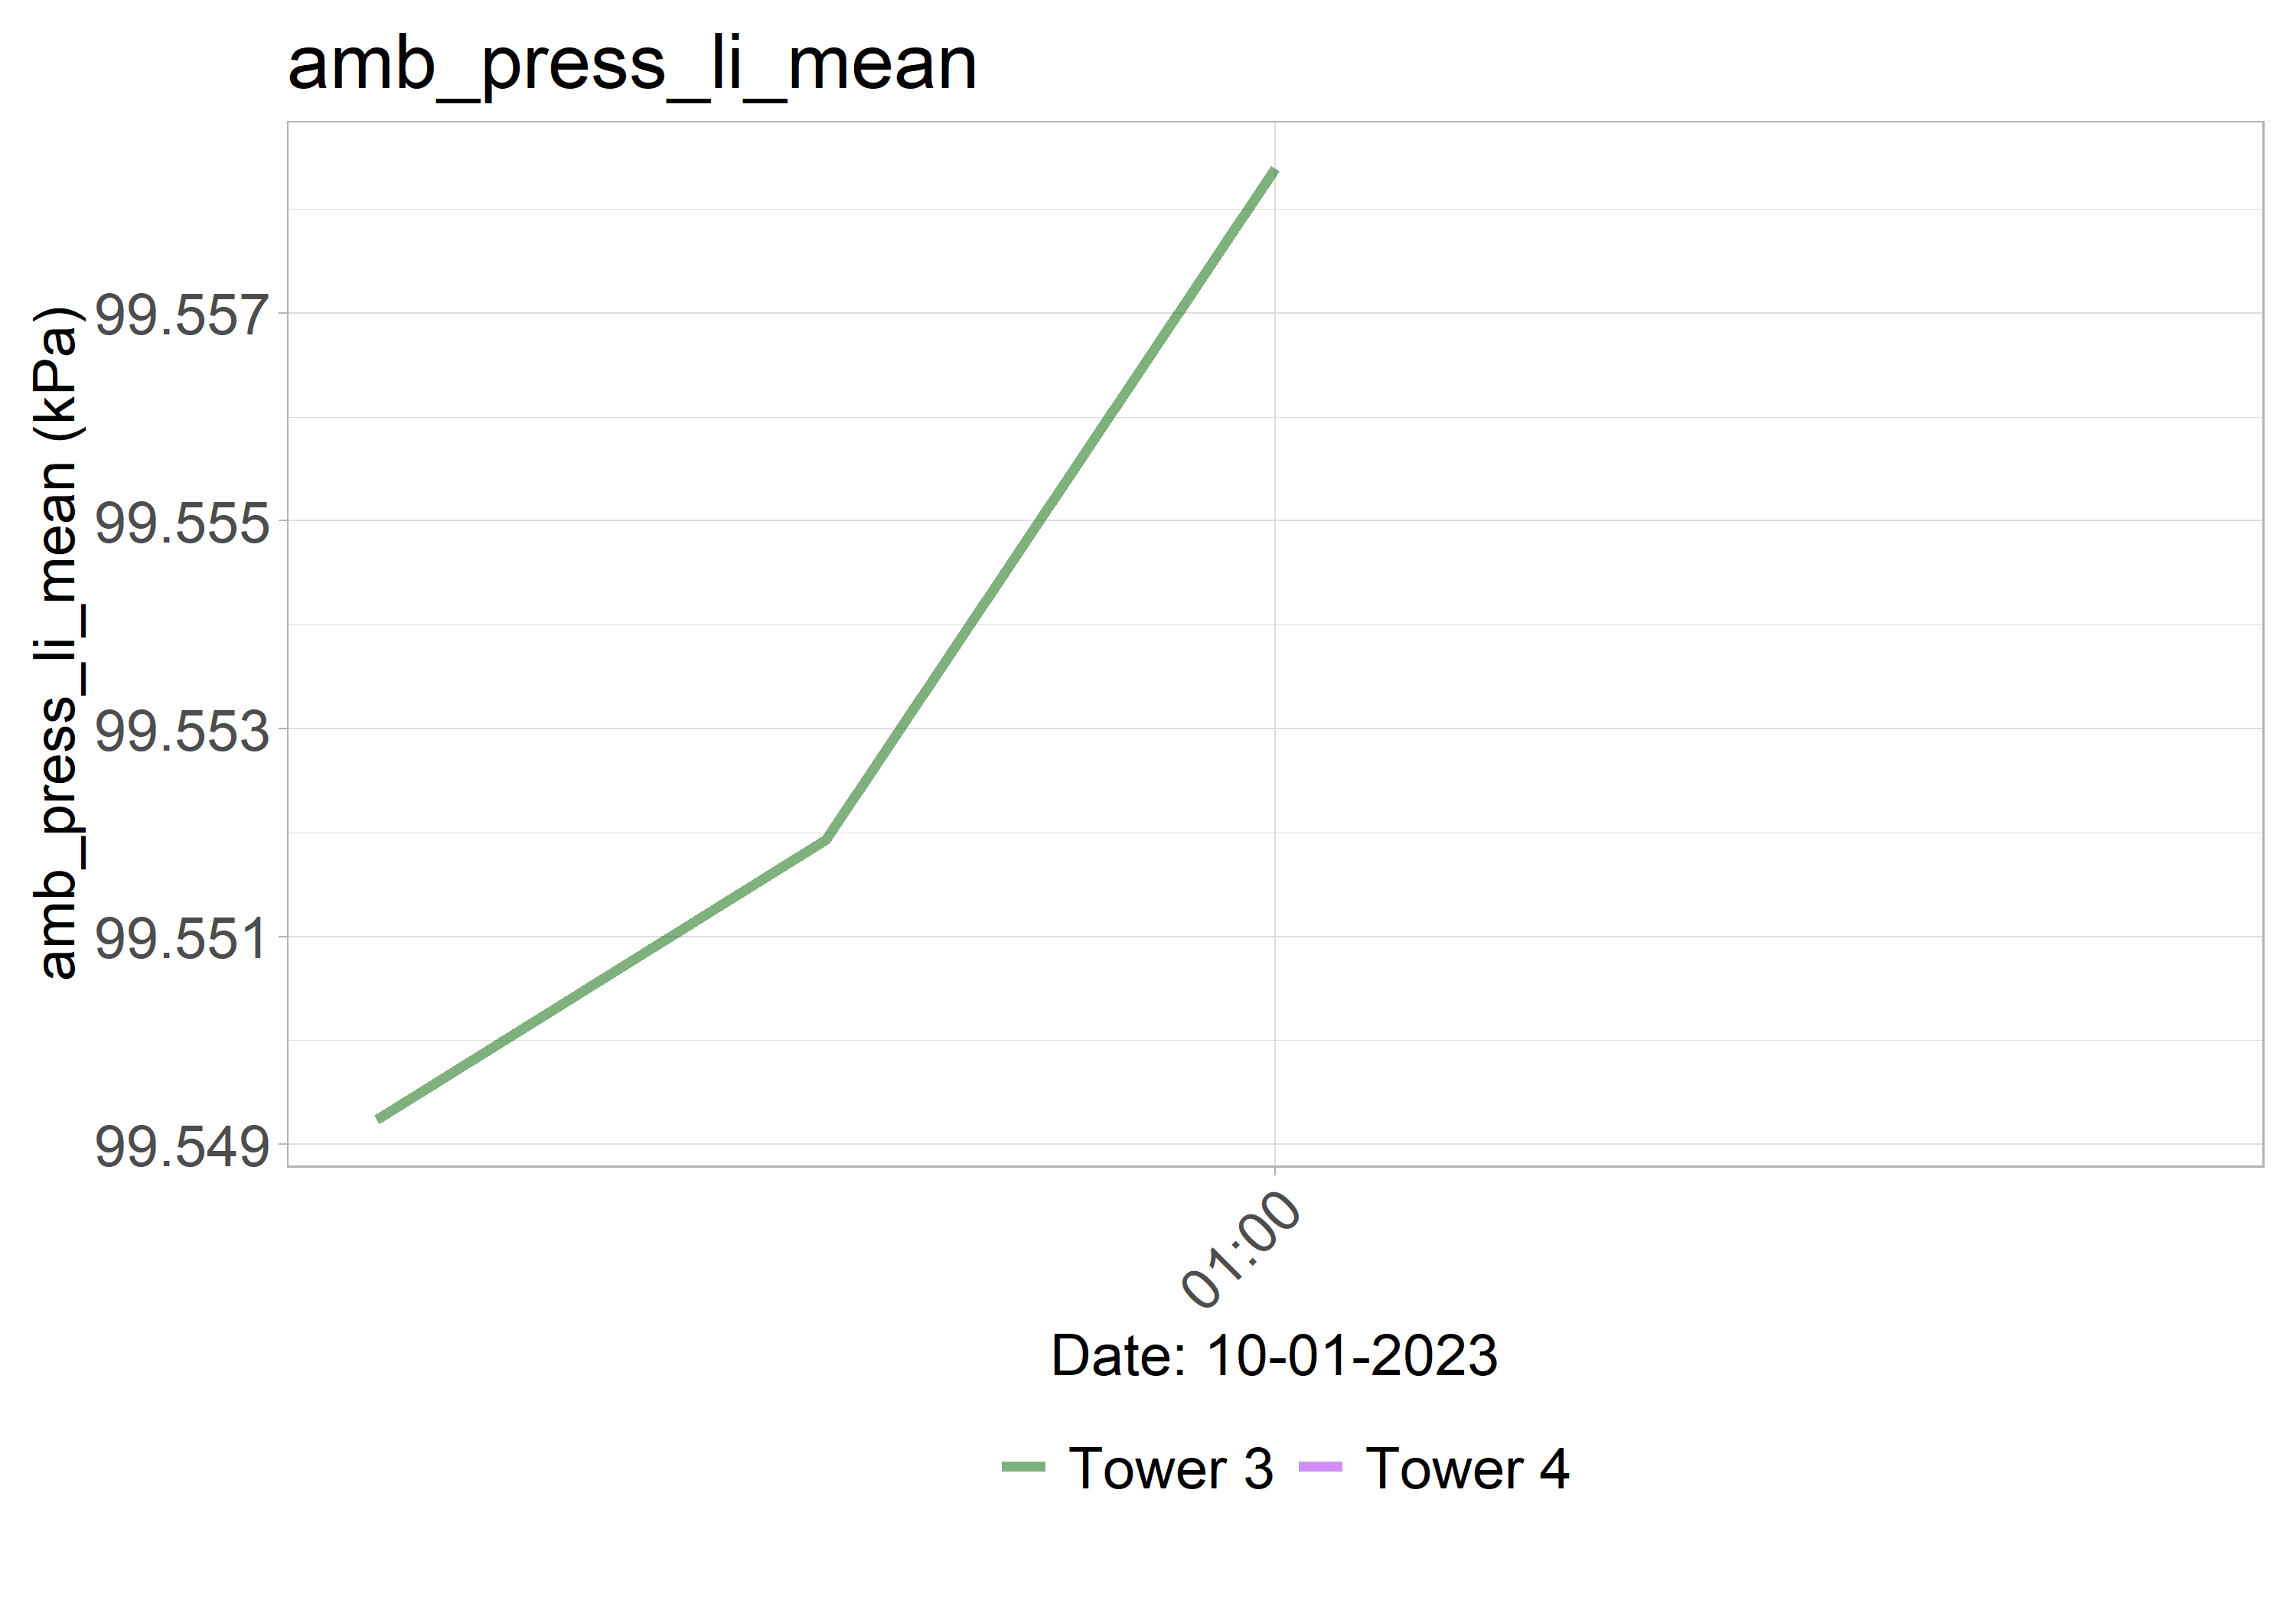 amb_press_li_mean
amb_press_li_mean (kPa)
99.557
99.555
99.553
99.551
99.549
01:00
Date: 10-01-2023
Tower 3 Tower 4